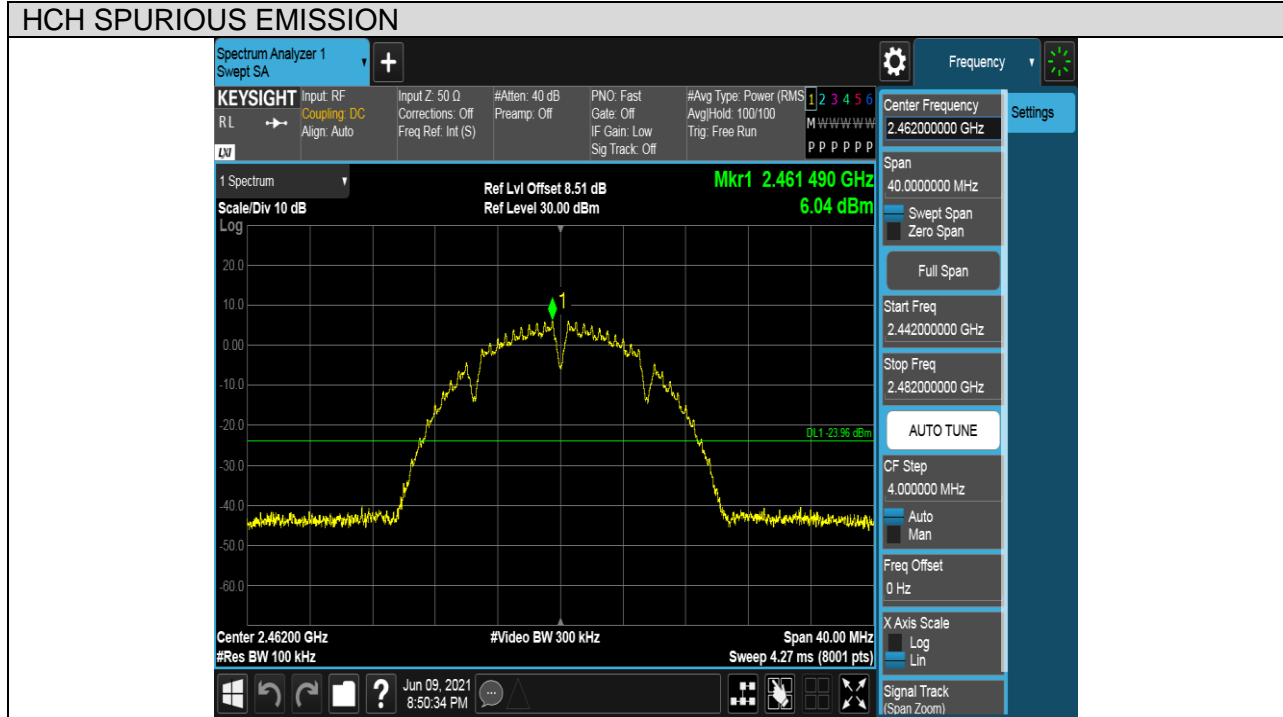 HCH SPURIOUS EMISSION
Spectrum Analyzer 1
Swept SA
Frequency
KEYSIGHT
RL
LXI
Input: RF
Coupling: DC
Align: Auto
Input Z: 50 Ω
Corrections: Off
Freq Ref: Int (S)
#Atten: 40 dB
Preamp: Off
PNO: Fast
Gate: Off
IF Gain: Low
Sig Track: Off
#Avg Type: Power (RMS
Avg|Hold: 100/100
Trig: Free Run
1 2 3 4 5 6
M W W W W W
P P P P P P
1 Spectrum
Scale/Div 10 dB
Ref Lvl Offset 8.51 dB
Ref Level 30.00 dBm
Mkr1 2.461 490 GHz
6.04 dBm
Log
20.0
10.0
0.00
-10.0
-20.0
-30.0
-40.0
-50.0
-60.0
1
DL1 -23.96 dBm
Center 2.46200 GHz
#Res BW 100 kHz
#Video BW 300 kHz
Span 40.00 MHz
Sweep 4.27 ms (8001 pts)
Jun 09, 2021
8:50:34 PM
Center Frequency
2.462000000 GHz
Span
40.0000000 MHz
Swept Span
Zero Span
Full Span
Start Freq
2.442000000 GHz
Stop Freq
2.482000000 GHz
AUTO TUNE
CF Step
4.000000 MHz
Auto
Man
Freq Offset
0 Hz
X Axis Scale
Log
Lin
Signal Track
(Span Zoom)
Settings